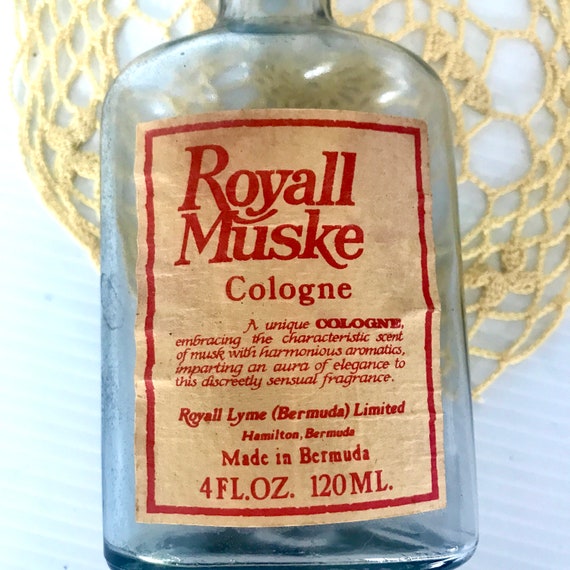 Royall
Muske
Cologne
A unique COLOGNE,
embracing the characteristic scent
of musk with harmonious aromatics,
imparting an aura of elegance to
this discreetly sensual fragrance.
Royall Lyme (Bermuda) Limited
Hamilton, Bermuda
Made in Bermuda
4 FL.OZ. 120 ML.